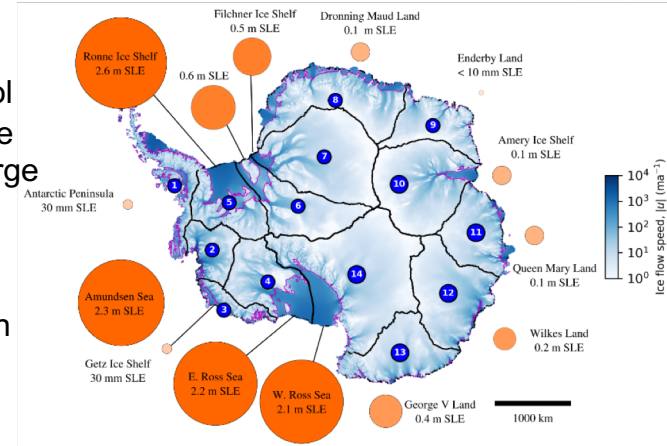 Filchner Ice Shelf
0.5 m SLE
Dronning Maud Land
0.1 m SLE
Ronne Ice Shelf
2.6 m SLE
0.6 m SLE
Enderby Land
< 10 mm SLE
ol
e
rge
Amery Ice Shelf
0.1 m SLE
Antarctic Peninsula
30 mm SLE
8
9
7
10
1
5
6
11
2
4
14
12
3
13
10⁴
10³
10²
10¹
10⁰
Ice flow speed, |u| (ma⁻¹)
Queen Mary Land
0.1 m SLE
Amundsen Sea
2.3 m SLE
n
Wilkes Land
0.2 m SLE
Getz Ice Shelf
30 mm SLE
E. Ross Sea
2.2 m SLE
W. Ross Sea
2.1 m SLE
George V Land
0.4 m SLE
1000 km